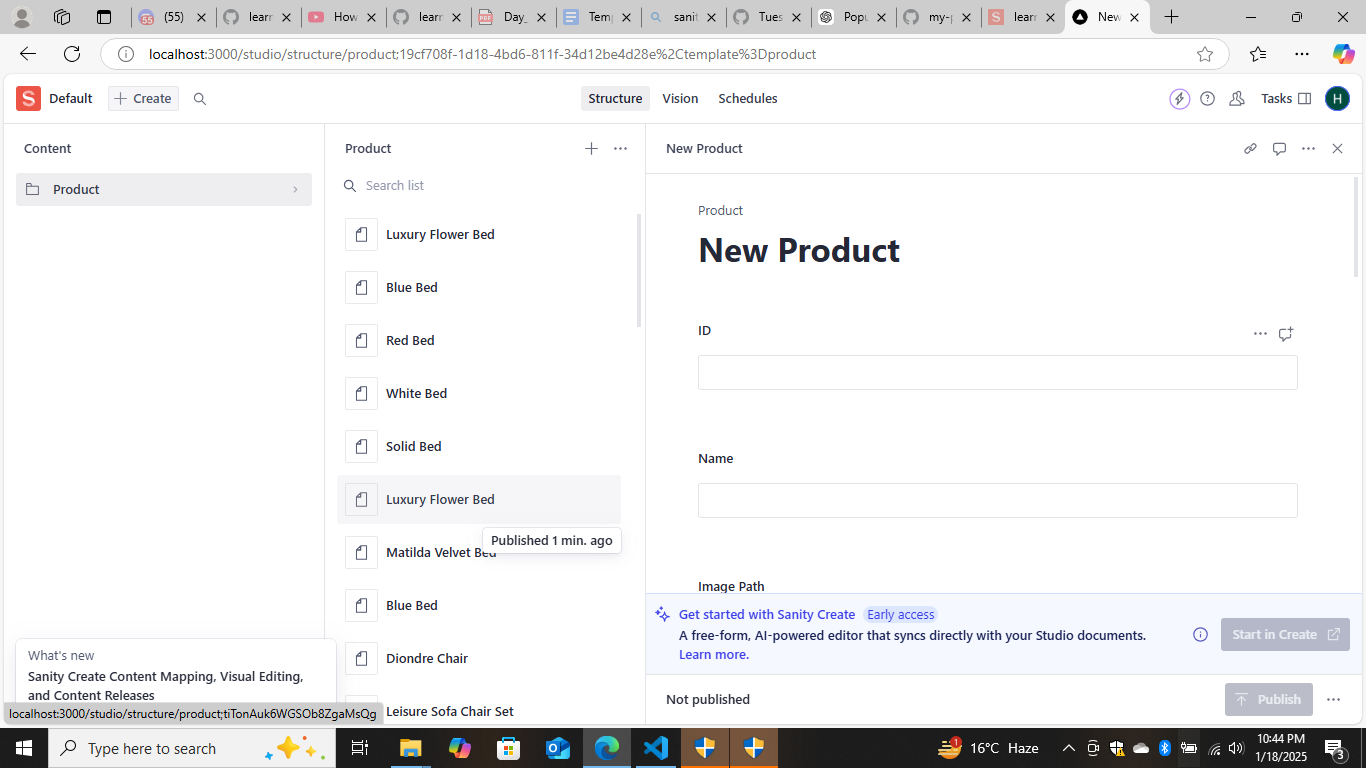 (55)
learn
How
learn
Day_
Temp
sanit
Tues
Popu
my-p
learn
New
localhost:3000/studio/structure/product;19cf708f-1d18-4bd6-811f-34d12be4d28e%2Ctemplate%3Dproduct
S Default
Create
Structure
Vision
Schedules
Tasks
H
Content
Product
New Product
Product
Search list
Luxury Flower Bed
Blue Bed
Red Bed
White Bed
Solid Bed
Luxury Flower Bed
Published 1 min. ago
Matilda Velvet Bed
Blue Bed
Diondre Chair
Leisure Sofa Chair Set
Product
New Product
ID
Name
Image Path
Get started with Sanity Create Early access
A free-form, AI-powered editor that syncs directly with your Studio documents.
Learn more.
Start in Create
Not published
Publish
What's new
Sanity Create Content Mapping, Visual Editing,
and Content Releases
localhost:3000/studio/structure/product;tiTonAuk6WGSOb8ZgaMsQg
Type here to search
1
16°C Haze
10:44 PM
1/18/2025
3